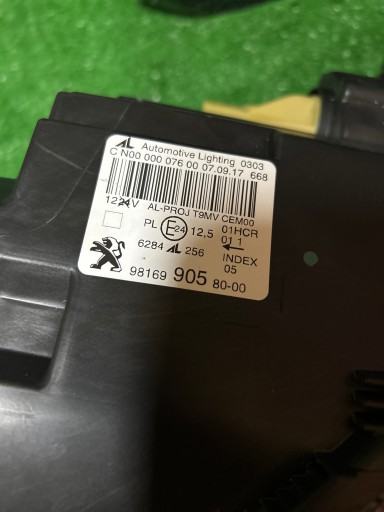 AL Automotive Lighting 0303
C N00 000 076 00 07.09.17 668
12V AL-PROJ T9MV CEM00
PL E24 12,5 01HCR
01 1
6284 AL 256 INDEX
05
98169 905 80-00